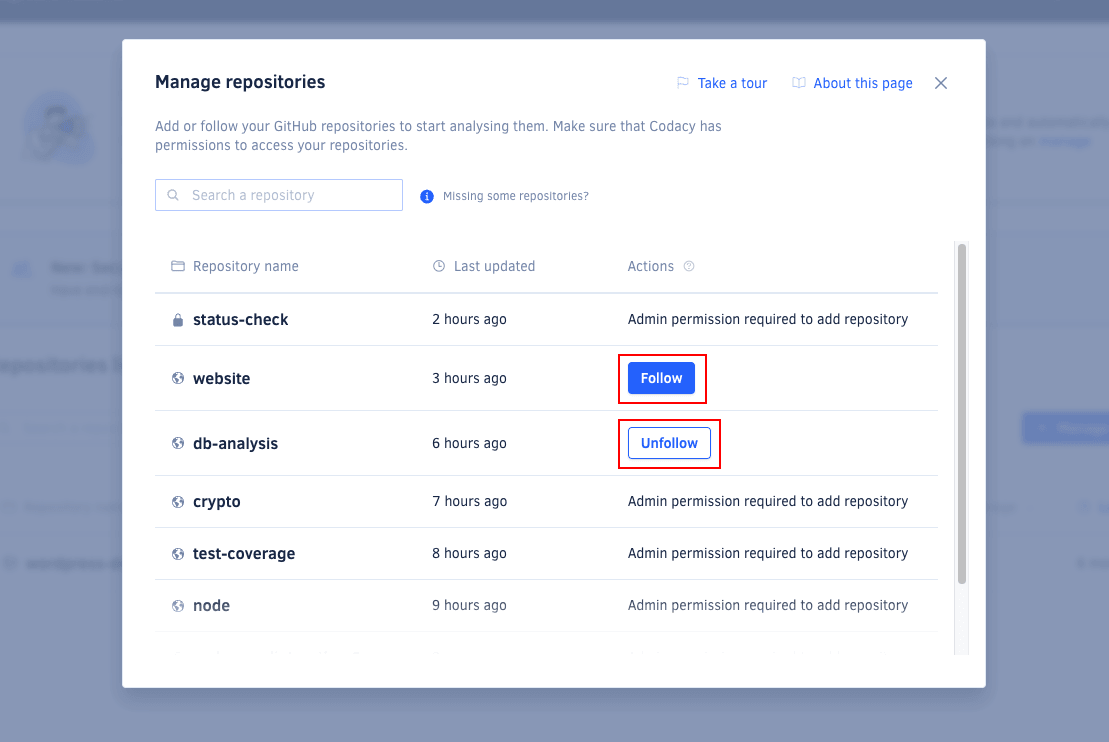 Manage repositories
Take a tour
About this page
Add or follow your GitHub repositories to start analysing them. Make sure that Codacy has
permissions to access your repositories.
Search a repository
Missing some repositories?
Repository name Last updated Actions
status-check 2 hours ago Admin permission required to add repository
website 3 hours ago Follow
db-analysis 6 hours ago Unfollow
crypto 7 hours ago Admin permission required to add repository
test-coverage 8 hours ago Admin permission required to add repository
node 9 hours ago Admin permission required to add repository